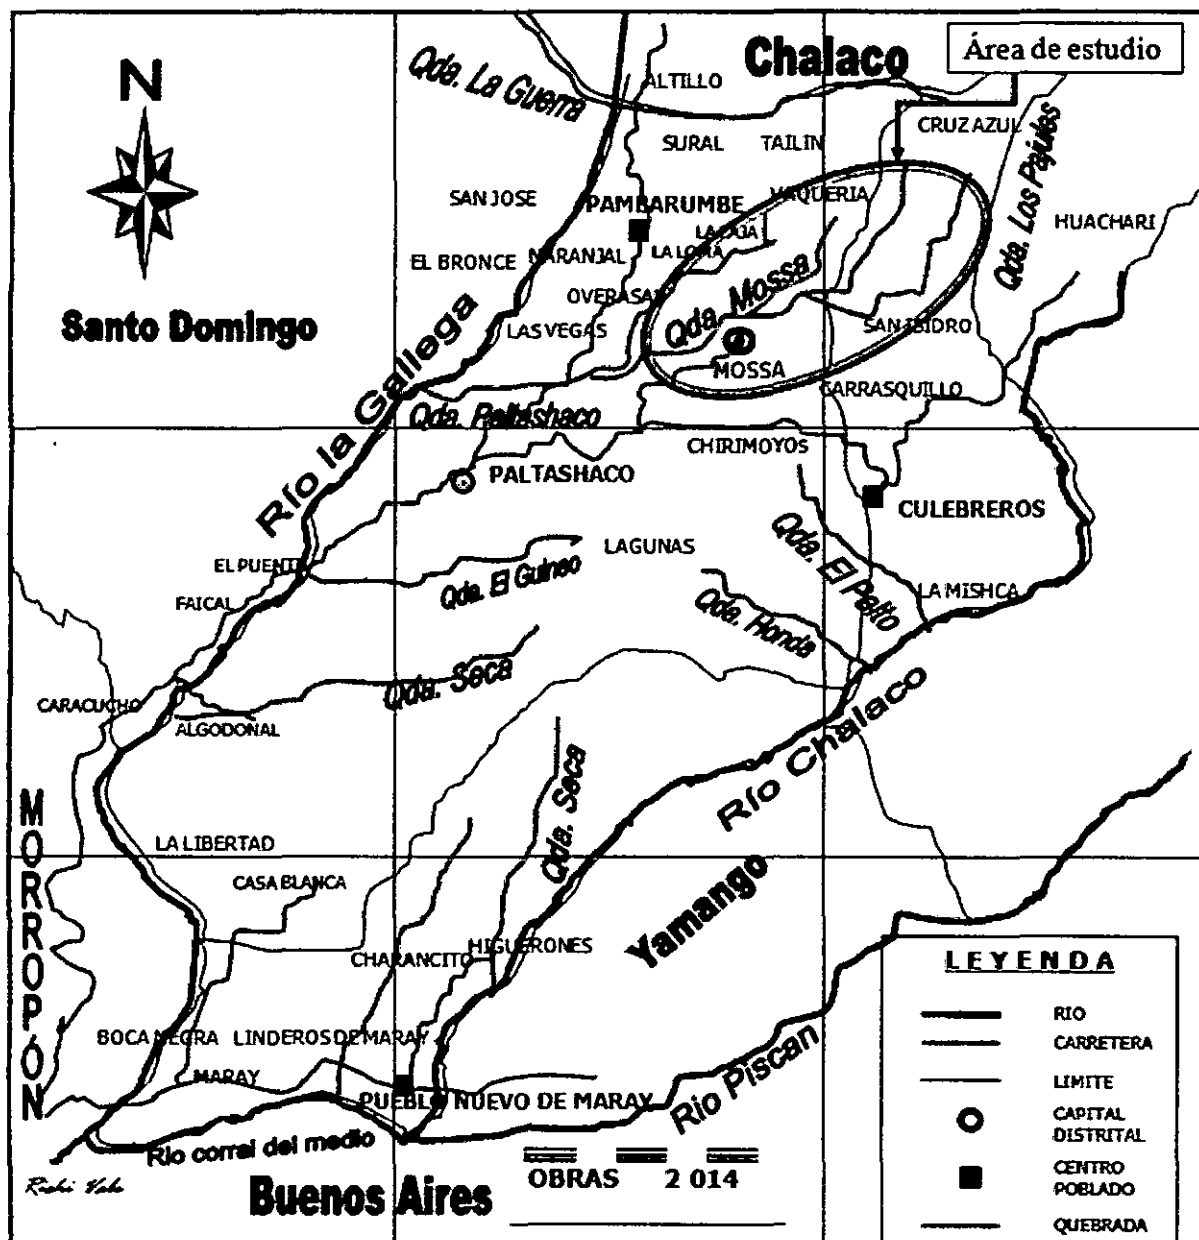 Área de estudio
Chalaco
N
Qda. La Guerra
ALTILLO
CRUZ AZUL
SURAL
TAILIN
Qda. Los Pajules
SAN JOSE
PAMBARUMBE
VAQUERIA
HUACHARI
LA LOMA
EL BRONCE
NARANJAL
OVERASAL
Qda. Mossa
Santo Domingo
LAS VEGAS
SAN ISIDRO
MOSSA
Río la Gallega
CARRASQUILLO
Qda. Paltashaco
CHIRIMOYOS
PALTASHACO
CULEBREROS
LAGUNAS
Qda. El Palto
EL PUENTE
Qda. El Guineo
FAICAL
LA MISHCA
Qda. Honda
Qda. Seca
CARACUCHO
ALGODONAL
Río Chalaco
Qda. Seca
MORROPÓN
LA LIBERTAD
CASA BLANCA
Yamango
CHARANCITO
HIGUERONES
BOCA NEGRA
LINDEROS DE MARAY
MARAY
PUEBLO NUEVO DE MARAY
Rio Piscan
Río corral del medio
Buenos Aires
OBRAS 2 014
LEYENDA
RIO
CARRETERA
LIMITE
CAPITAL
DISTRITAL
CENTRO
POBLADO
QUEBRADA